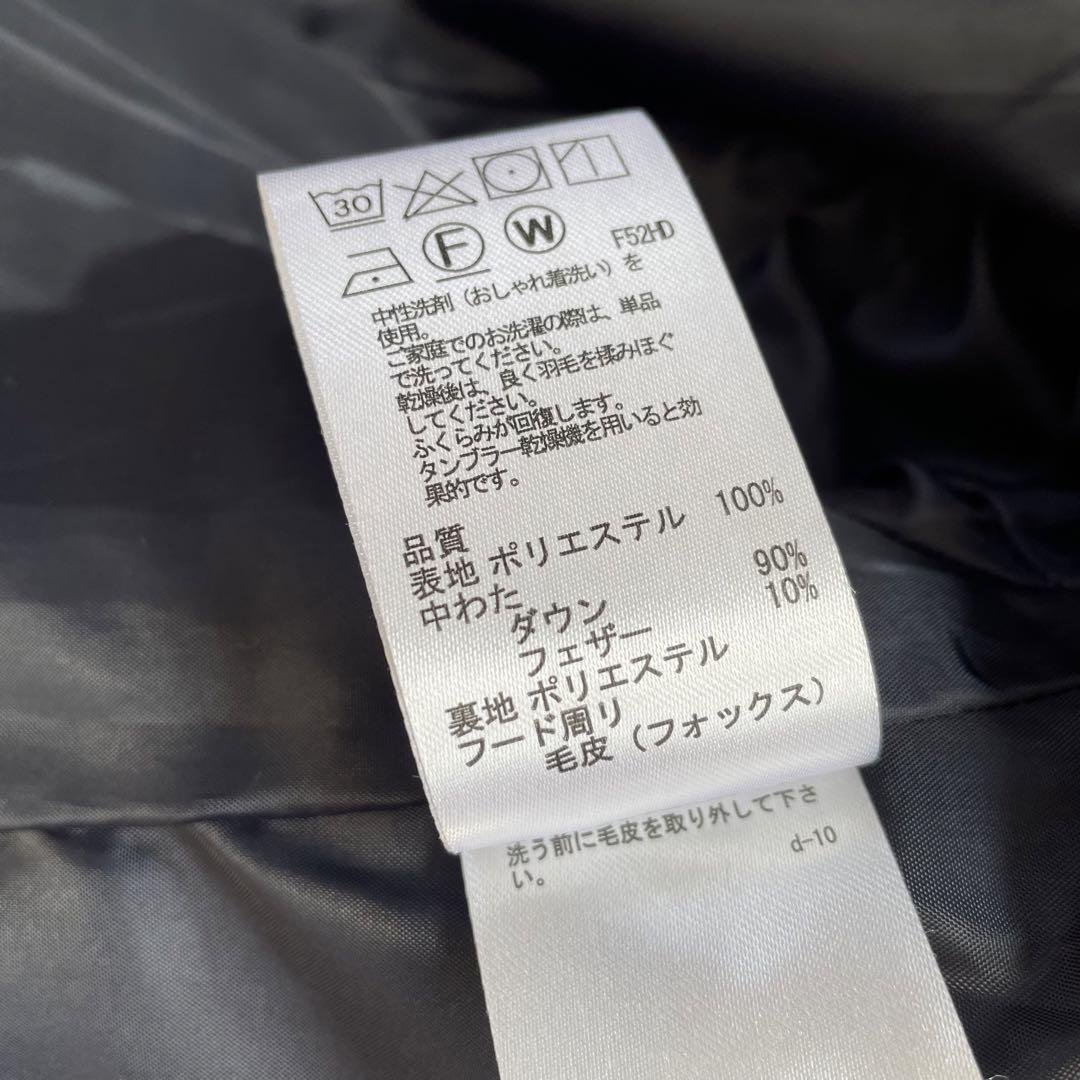 30
F W F52HD
中性洗剤（おしゃれ着洗い）を
使用。
ご家庭でのお洗濯の際は、単品
で洗ってください。
乾燥後は、良く羽毛を揉みほぐ
してください。
ふくらみが回復します。
タンブラー乾燥機を用いると効
果的です。
品質
表地 ポリエステル 100%
中わた
ダウン 90%
フェザー 10%
裏地 ポリエステル
フード周リ
毛皮（フォックス）
洗う前に毛皮を取り外して下さ
い。 d-10